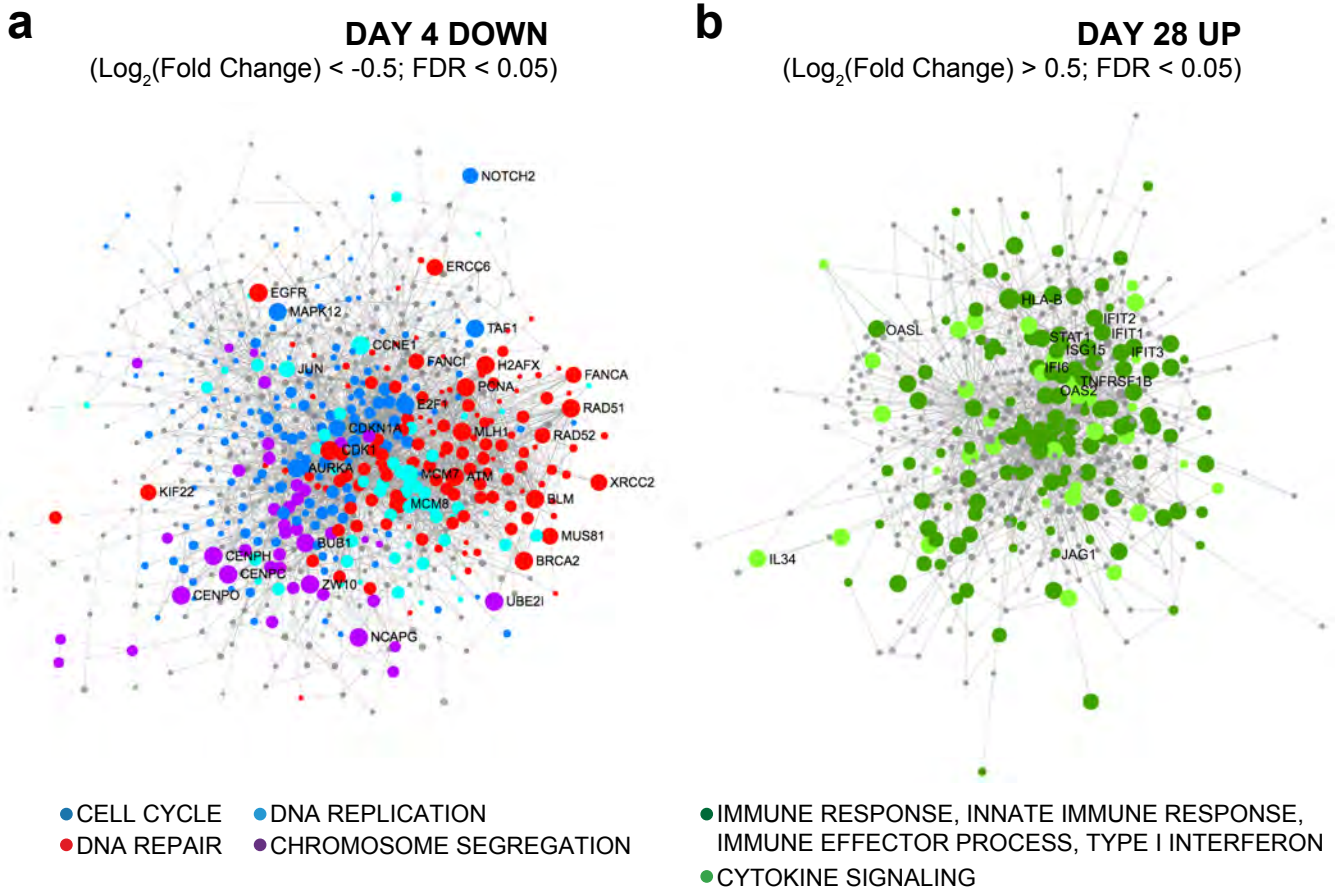 a
DAY 4 DOWN
(Log2(Fold Change) < -0.5; FDR < 0.05)
NOTCH2
ERCC6
EGFR
MAPK12
TAF1
CCNE1
FANCI
H2AFX
JUN
FANCA
PCNA
E2F1
RAD51
CDKN1A
MLH1
RAD52
CDK1
AURKA
MCM7
ATM
XRCC2
KIF22
MCM8
BLM
MUS81
BUB1
CENPH
BRCA2
CENPC
ZW10
CENPO
UBE2I
NCAPG
CELL CYCLE
DNA REPLICATION
DNA REPAIR
CHROMOSOME SEGREGATION
b
DAY 28 UP
(Log2(Fold Change) > 0.5; FDR < 0.05)
HLA-B
IFIT2
OASL
IFIT1
STAT1
ISG15
IFIT3
IFI6
TNFRSF1B
OAS2
JAG1
IL34
IMMUNE RESPONSE, INNATE IMMUNE RESPONSE,
IMMUNE EFFECTOR PROCESS, TYPE I INTERFERON
CYTOKINE SIGNALING